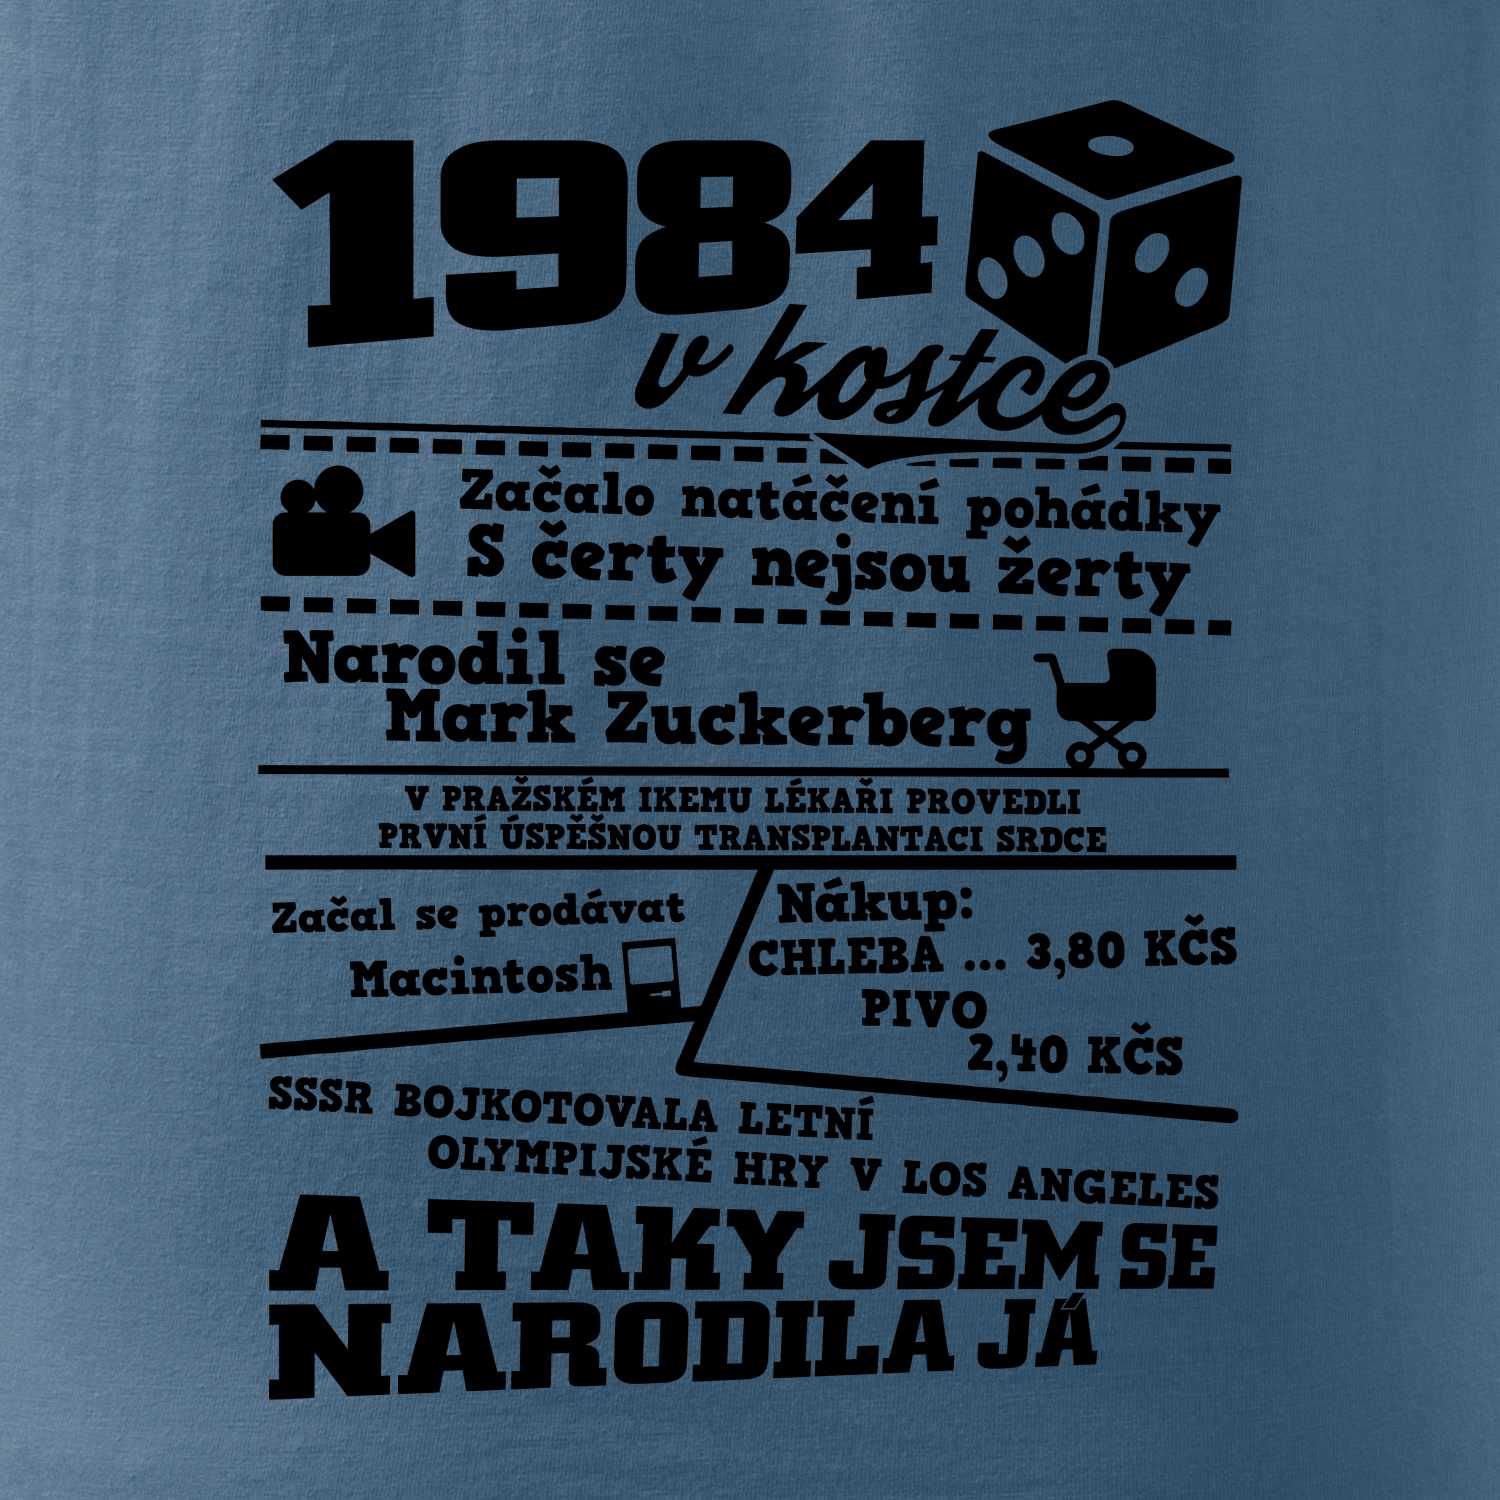 1984
v kostce
Začalo natáčení pohádky
S čerty nejsou žerty
Narodil se
Mark Zuckerberg
V PRAŽSKÉM IKEMU LÉKAŘI PROVEDLI
PRVNÍ ÚSPĚŠNOU TRANSPLANTACI SRDCE
Začal se prodávat
Macintosh
Nákup:
CHLEBA ... 3,80 KČS
PIVO
2,40 KČS
SSSR BOJKOTOVALA LETNÍ
OLYMPIJSKÉ HRY V LOS ANGELES
A TAKY JSEM SE
NARODILA JÁ